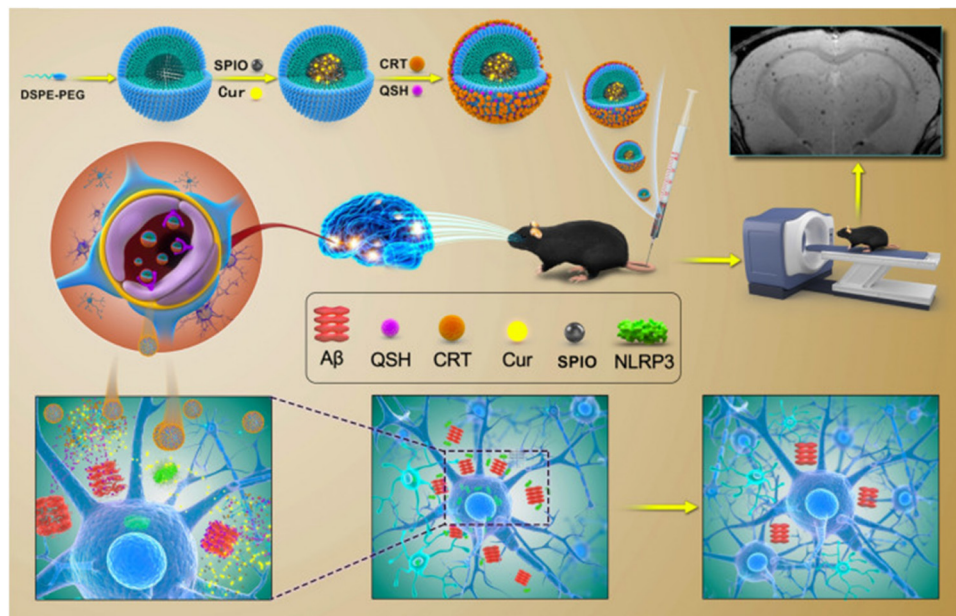 DSPE-PEG
SPIO
Cur
CRT
QSH
Aβ
QSH
CRT
Cur
SPIO
NLRP3